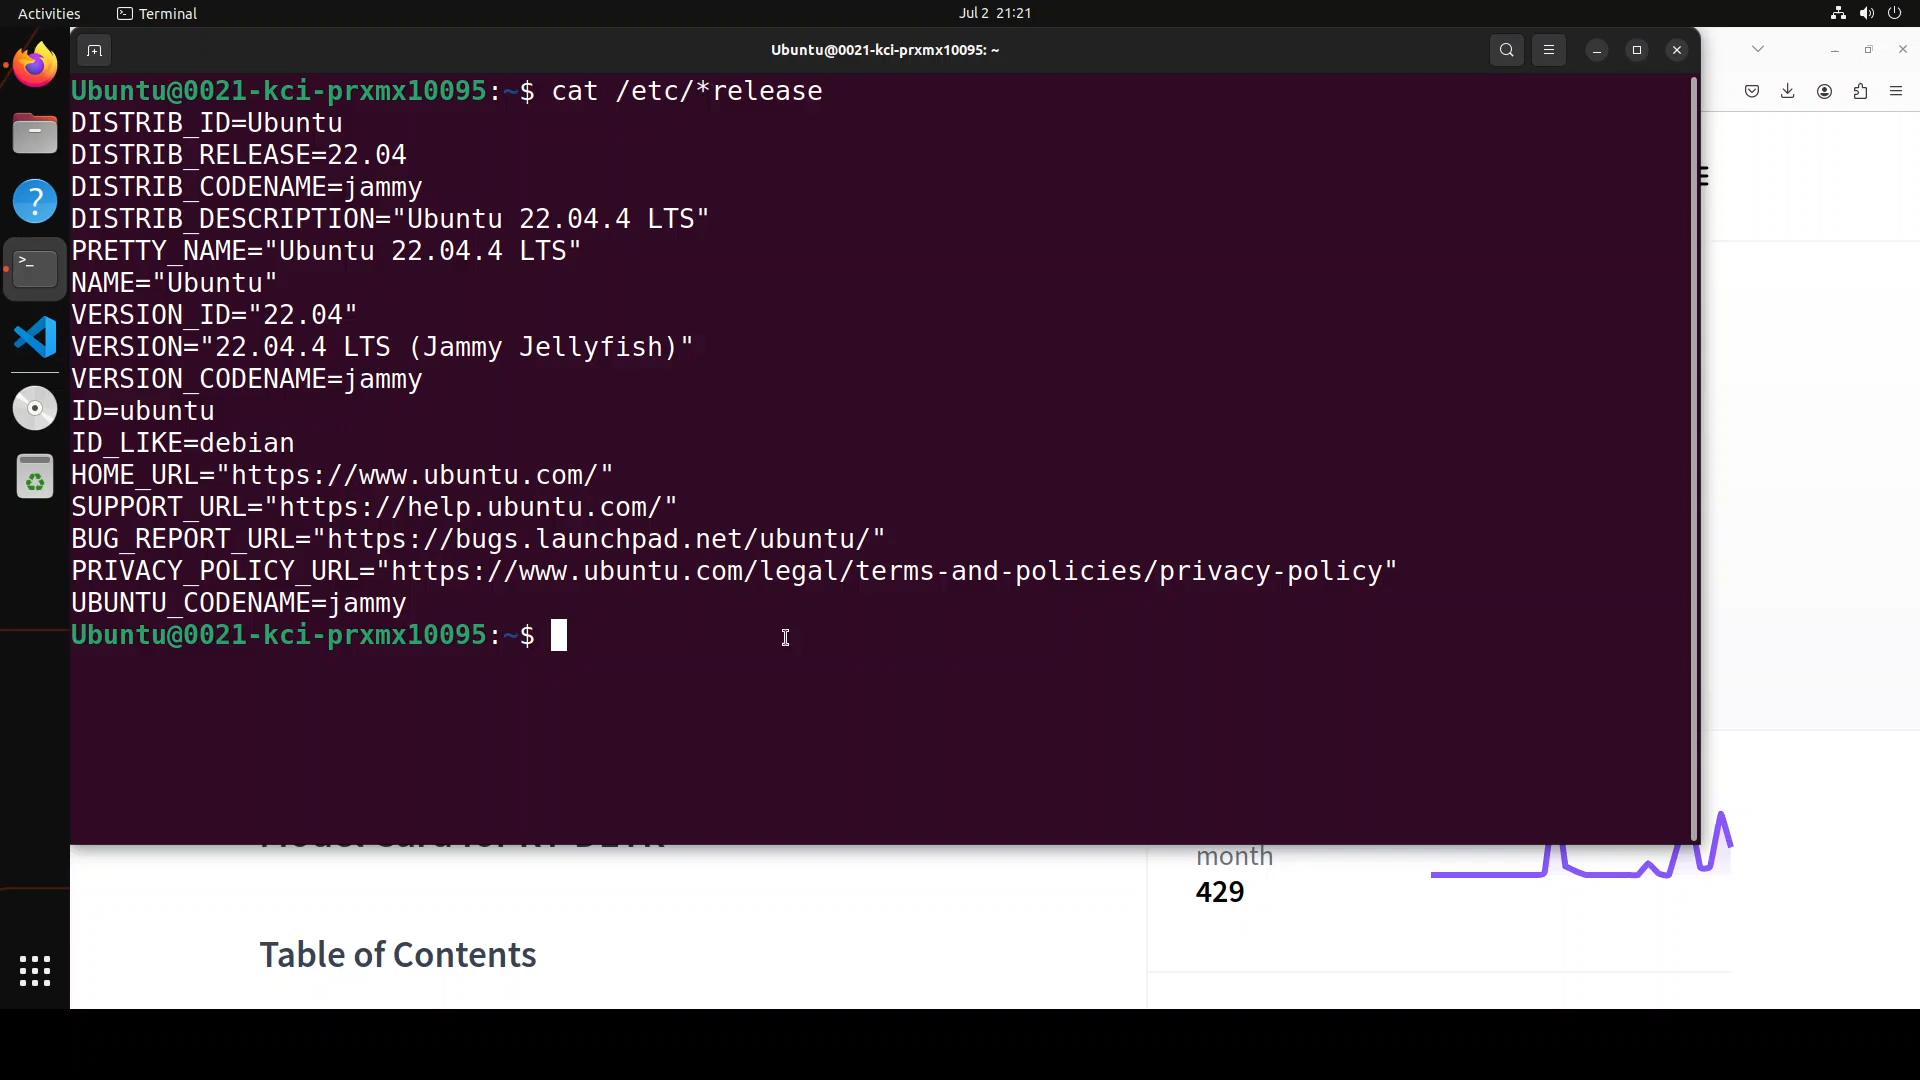 Activities Terminal Jul 2 21:21
Ubuntu@0021-kci-prxmx10095: ~
Ubuntu@0021-kci-prxmx10095:~$ cat /etc/*release
DISTRIB_ID=Ubuntu
DISTRIB_RELEASE=22.04
DISTRIB_CODENAME=jammy
DISTRIB_DESCRIPTION="Ubuntu 22.04.4 LTS"
PRETTY_NAME="Ubuntu 22.04.4 LTS"
NAME="Ubuntu"
VERSION_ID="22.04"
VERSION="22.04.4 LTS (Jammy Jellyfish)"
VERSION_CODENAME=jammy
ID=ubuntu
ID_LIKE=debian
HOME_URL="https://www.ubuntu.com/"
SUPPORT_URL="https://help.ubuntu.com/"
BUG_REPORT_URL="https://bugs.launchpad.net/ubuntu/"
PRIVACY_POLICY_URL="https://www.ubuntu.com/legal/terms-and-policies/privacy-policy"
UBUNTU_CODENAME=jammy
Ubuntu@0021-kci-prxmx10095:~$
month
429
Table of Contents